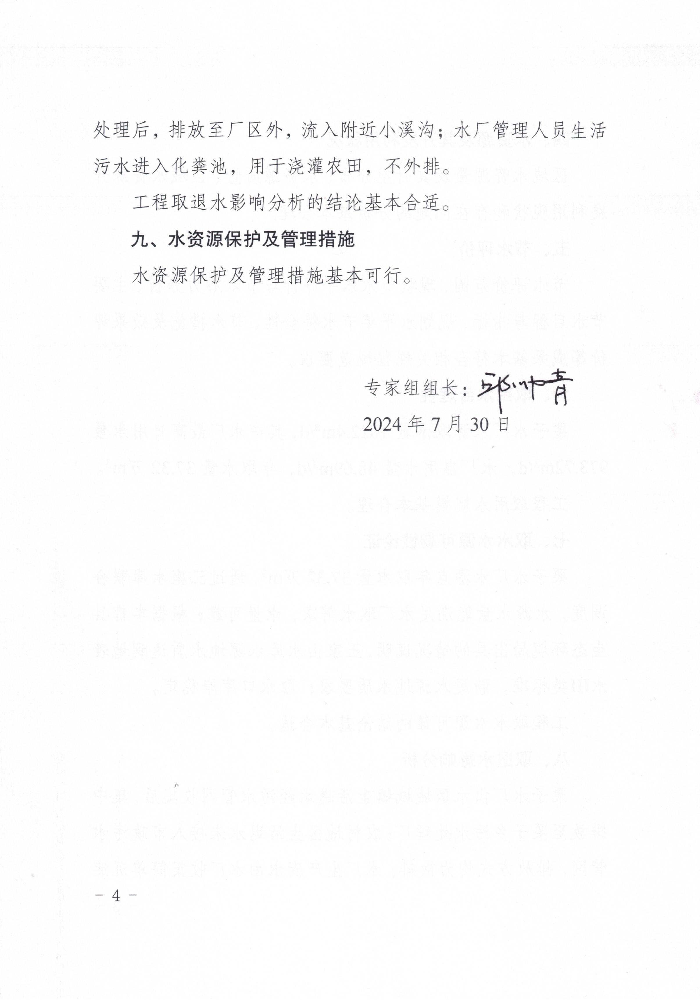 处理后，排放至厂区外，流入附近小溪沟；水厂管理人员生活
污水进入化粪池，用于浇灌农田，不外排。
工程取退水影响分析的结论基本合适。
九、水资源保护及管理措施
水资源保护及管理措施基本可行。
专家组组长：
2024 年 7 月 30 日
- 4 -